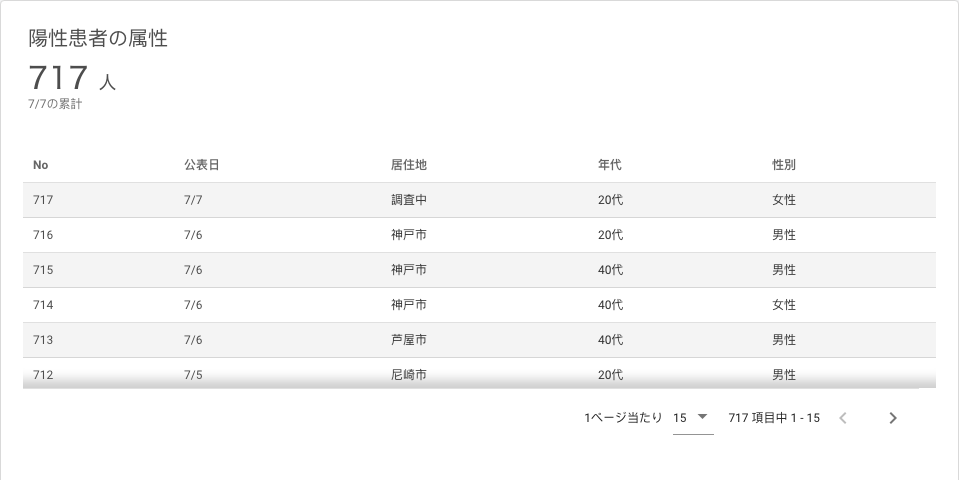 陽性患者の属性
717 人
7/7の累計
No 公表日 居住地 年代 性別
717 7/7 調査中 20代 女性
716 7/6 神戸市 20代 男性
715 7/6 神戸市 40代 男性
714 7/6 神戸市 40代 女性
713 7/6 芦屋市 40代 男性
712 7/5 尼崎市 20代 男性
1ページ当たり 15 717 項目中 1 - 15